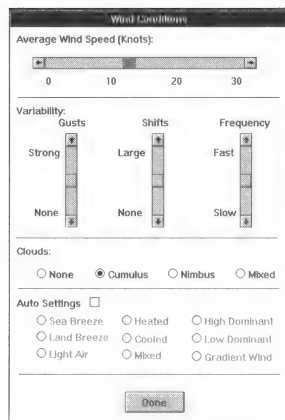 Wind Conditions
Average Wind Speed (Knots):
0 10 20 30
Variability:
Gusts Shifts Frequency
Strong Large Fast
None None Slow
Clouds:
None Cumulus Nimbus Mixed
Auto Settings
Sea Breeze Heated High Dominant
Land Breeze Cooled Low Dominant
Light Air Mixed Gradient Wind
Done